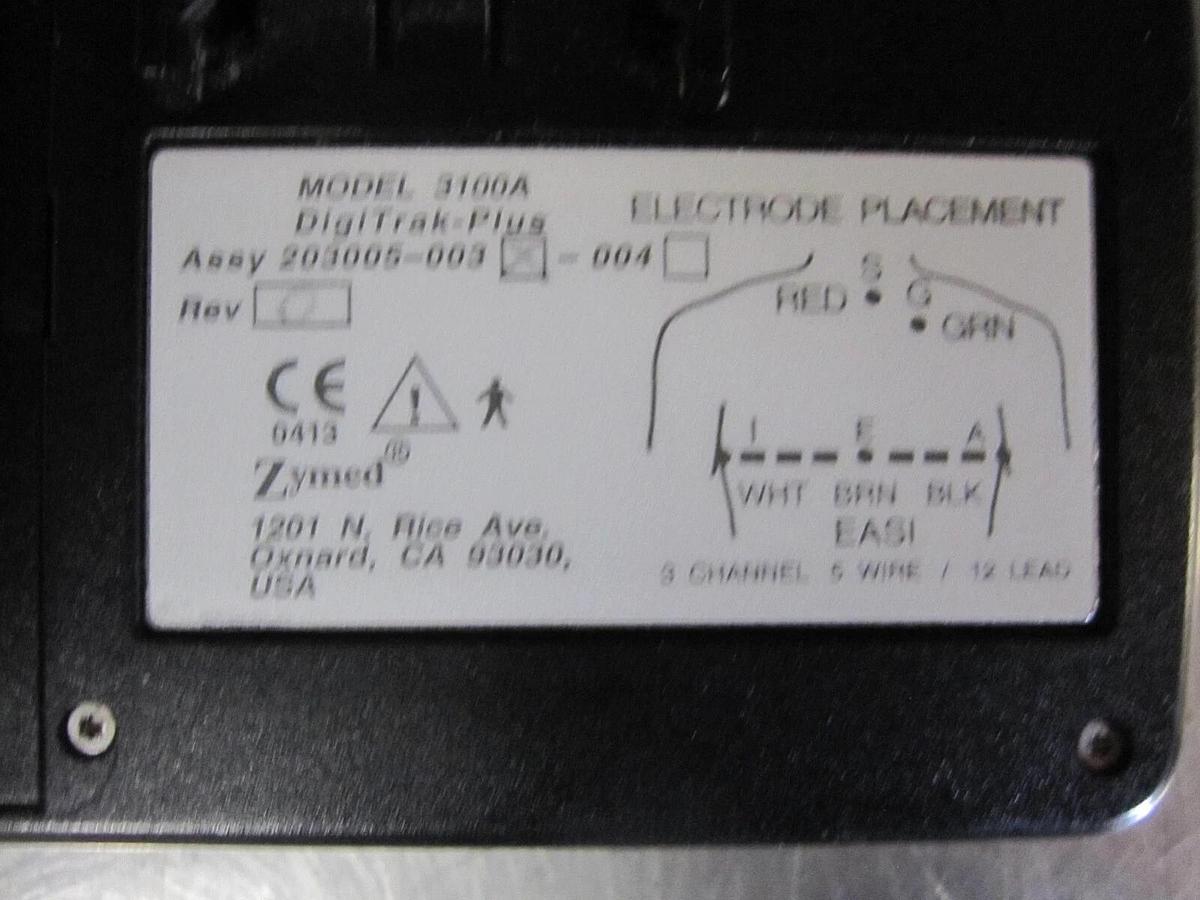 MODEL 3100A
DigiTrak-Plus
Assy 203005-003 -004
Rev
CE
0413
Zymed®
1201 N. Rice Ave.
Oxnard, CA 93030,
USA
ELECTRODE PLACEMENT
S
RED
G
GRN
I E A
WHT BRN BLK
EASI
3 CHANNEL 5 WIRE / 12 LEAD